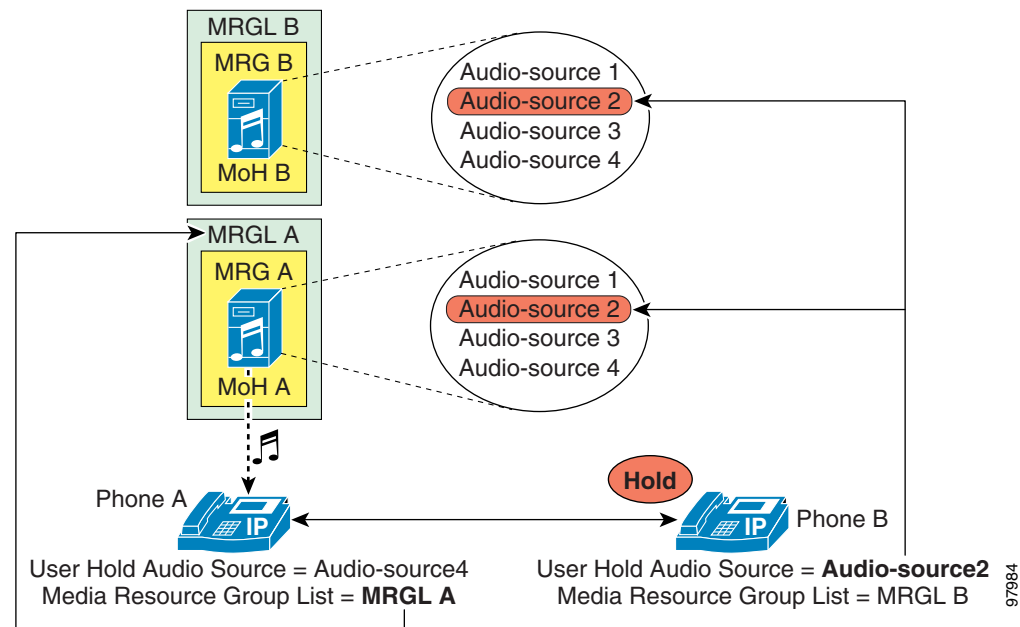 MRGL B
MRG B
MoH B
Audio-source 1
Audio-source 2
Audio-source 3
Audio-source 4
MRGL A
MRG A
MoH A
Audio-source 1
Audio-source 2
Audio-source 3
Audio-source 4
Hold
Phone A
IP
IP
Phone B
User Hold Audio Source = Audio-source4
Media Resource Group List = MRGL A
User Hold Audio Source = Audio-source2
Media Resource Group List = MRGL B
97984